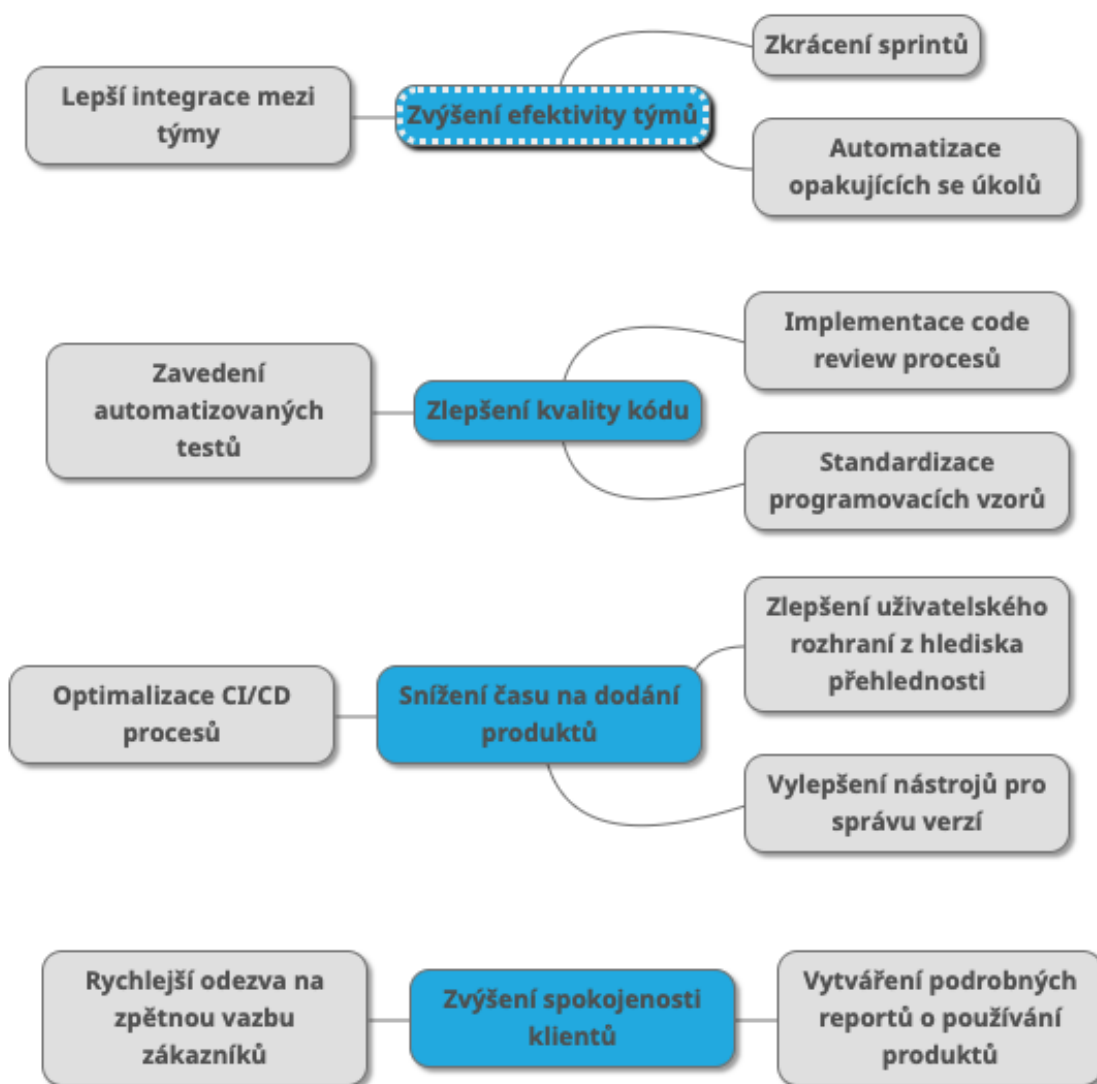 Zkrácení sprintů
Lepší integrace mezi
týmy
Zvýšení efektivity týmů
Automatizace
opakujících se úkolů
Implementace code
review procesů
Zavedení
automatizovaných
testů
Zlepšení kvality kódu
Standardizace
programovacích vzorů
Zlepšení uživatelského
rozhraní z hlediska
přehlednosti
Optimalizace CI/CD
procesů
Snížení času na dodání
produktů
Vylepšení nástrojů pro
správu verzí
Rychlejší odezva na
zpětnou vazbu
zákazníků
Zvýšení spokojenosti
klientů
Vytváření podrobných
reportů o používání
produktů